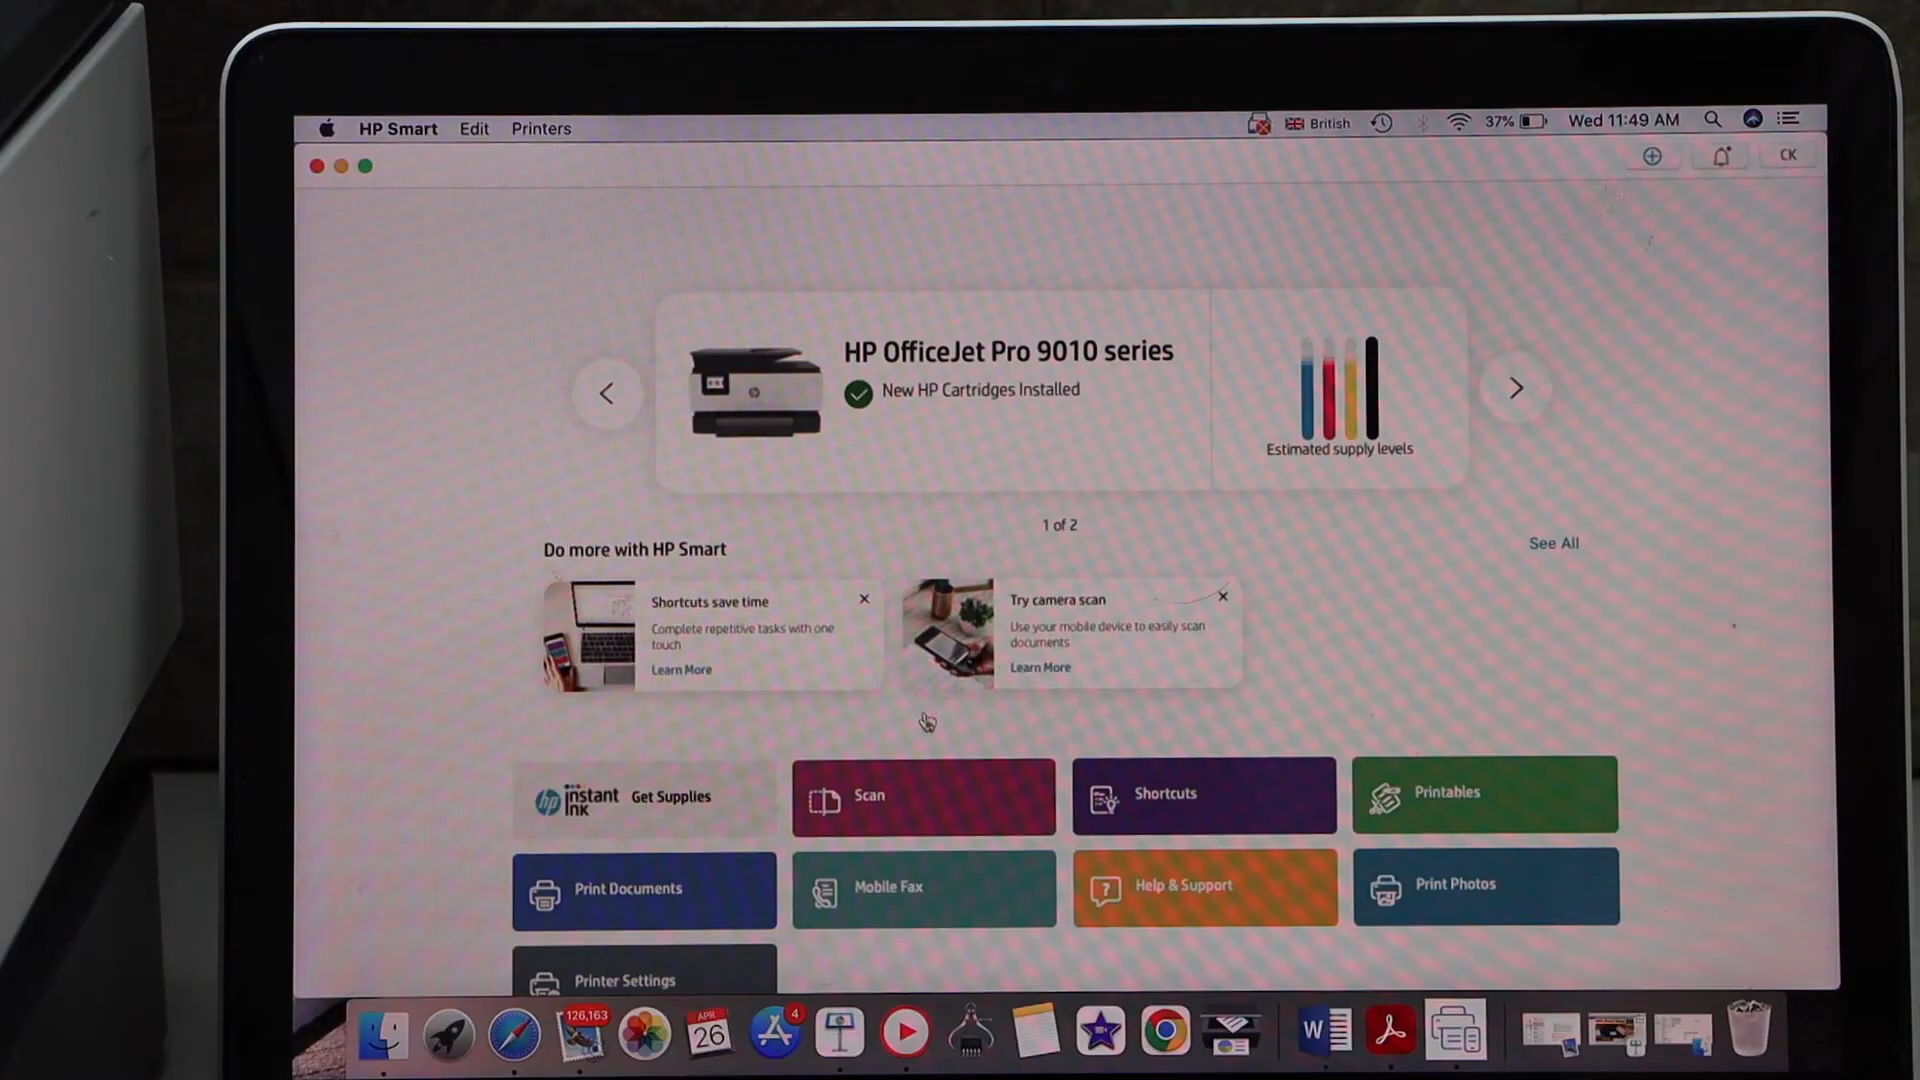 HP Smart Edit Printers British 37% Wed 11:49 AM
CK
HP OfficeJet Pro 9010 series
New HP Cartridges Installed
Estimated supply levels
1 of 2
Do more with HP Smart
See All
Shortcuts save time
Complete repetitive tasks with one
touch
Learn More
Try camera scan
Use your mobile device to easily scan
documents
Learn More
hp instant ink Get Supplies
Scan
Shortcuts
Printables
Print Documents
Mobile Fax
Help & Support
Print Photos
Printer Settings
126,163
APR
26
4
W